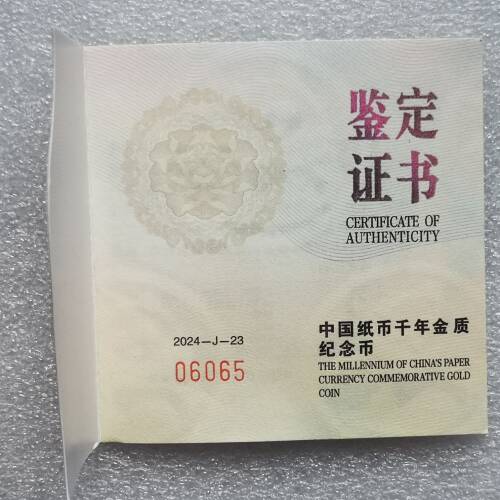 鉴定
证书
CERTIFICATE OF
AUTHENTICITY
2024-J-23
06065
中国纸币千年金质
纪念币
THE MILLENNIUM OF CHINA'S PAPER
CURRENCY COMMEMORATIVE GOLD
COIN